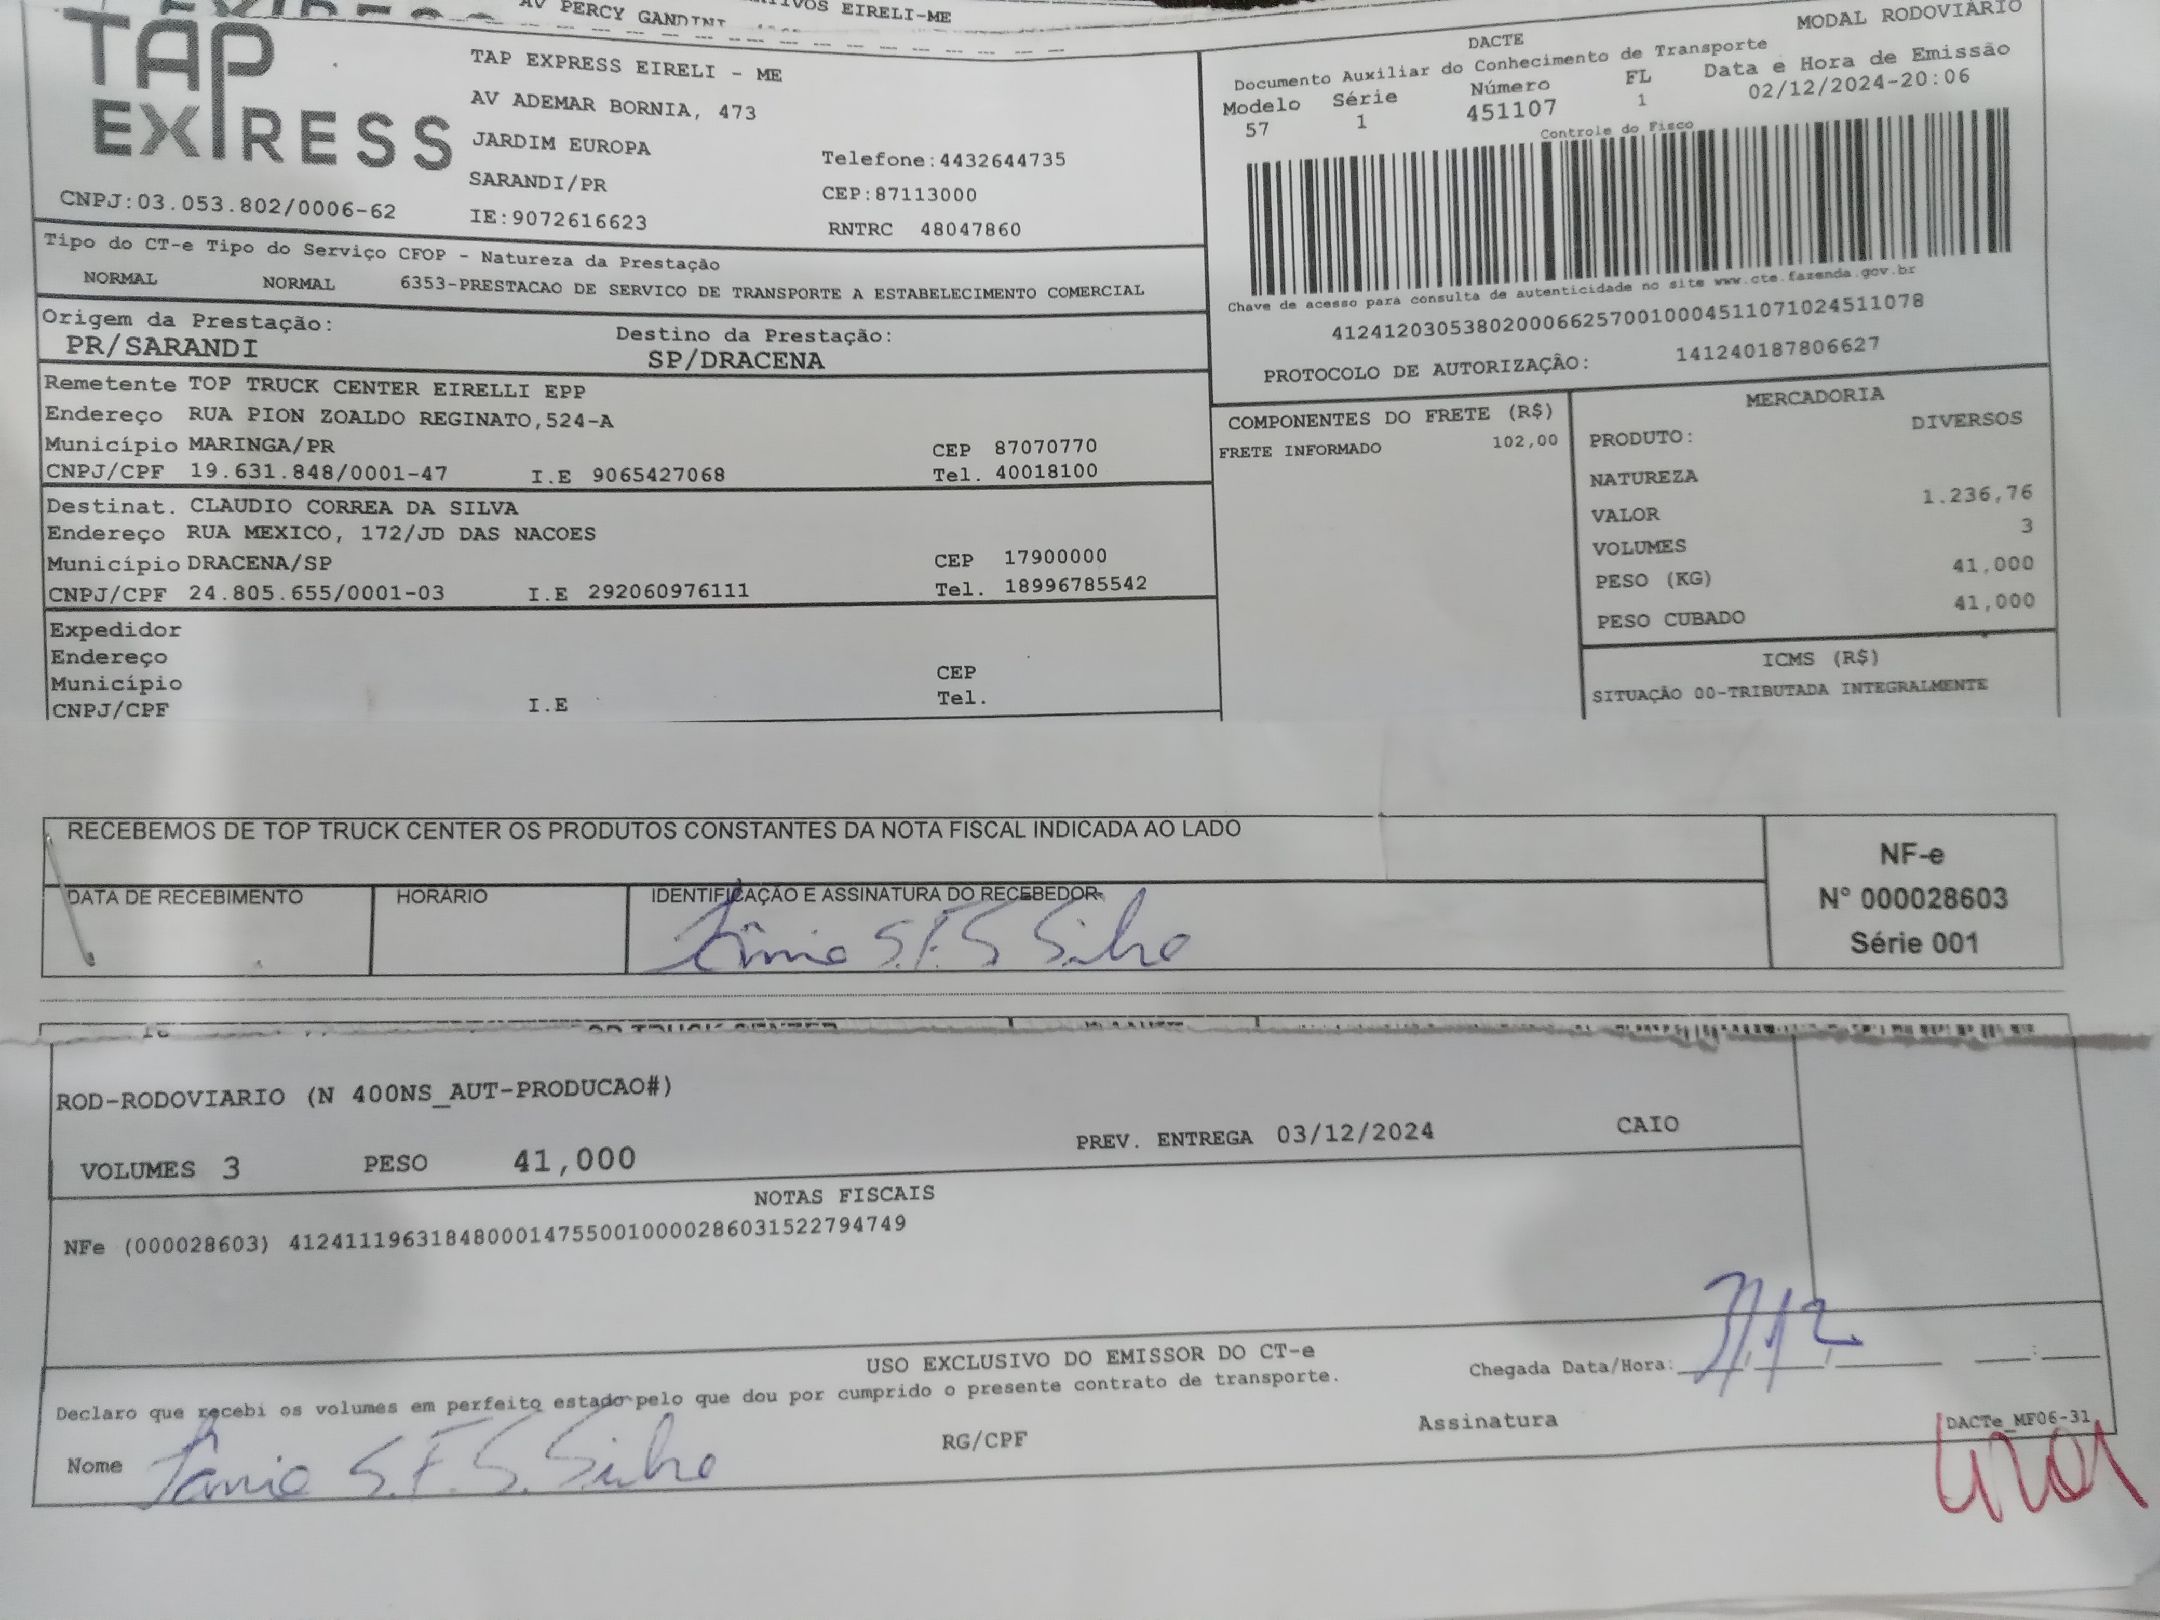 AV PERCY GANDINI
EIRELI-ME
TAP EXPRESS
TAP EXPRESS EIRELI - ME
AV ADEMAR BORNIA, 473
JARDIM EUROPA
SARANDI/PR
IE:9072616623
Telefone:4432644735
CEP:87113000
RNTRC 48047860
CNPJ:03.053.802/0006-62
MODAL RODOVIÁRIO
DACTE
Documento Auxiliar do Conhecimento de Transporte
Modelo Série Número FL Data e Hora de Emissão
57 1 451107 1 02/12/2024-20:06
Controle do Fisco
Chave de acesso para consulta de autenticidade no site www.cte.fazenda.gov.br
41241203053802000662570010004511071024511078
PROTOCOLO DE AUTORIZAÇÃO: 141240187806627
Tipo do CT-e Tipo do Serviço CFOP - Natureza da Prestação
NORMAL NORMAL 6353-PRESTACAO DE SERVICO DE TRANSPORTE A ESTABELECIMENTO COMERCIAL
Origem da Prestação: Destino da Prestação:
PR/SARANDI SP/DRACENA
Remetente TOP TRUCK CENTER EIRELLI EPP
Endereço RUA PION ZOALDO REGINATO,524-A
Município MARINGA/PR CEP 87070770
CNPJ/CPF 19.631.848/0001-47 I.E 9065427068 Tel. 40018100
Destinat. CLAUDIO CORREA DA SILVA
Endereço RUA MEXICO, 172/JD DAS NACOES
Município DRACENA/SP CEP 17900000
CNPJ/CPF 24.805.655/0001-03 I.E 292060976111 Tel. 18996785542
Expedidor
Endereço
Município CEP
CNPJ/CPF I.E Tel.
COMPONENTES DO FRETE (R$)
FRETE INFORMADO 102,00
MERCADORIA
PRODUTO: DIVERSOS
NATUREZA
VALOR 1.236,76
VOLUMES 3
PESO (KG) 41,000
PESO CUBADO 41,000
ICMS (R$)
SITUAÇÃO 00-TRIBUTADA INTEGRALMENTE
RECEBEMOS DE TOP TRUCK CENTER OS PRODUTOS CONSTANTES DA NOTA FISCAL INDICADA AO LADO
DATA DE RECEBIMENTO HORÁRIO IDENTIFICAÇÃO E ASSINATURA DO RECEBEDOR
Tânia S.F.S Silva
NF-e
N° 000028603
Série 001
ROD-RODOVIARIO (N 400NS_AUT-PRODUCAO#)
VOLUMES 3 PESO 41,000 PREV. ENTREGA 03/12/2024 CAIO
NOTAS FISCAIS
NFe (000028603) 41241119631848000147550010000286031522794749
USO EXCLUSIVO DO EMISSOR DO CT-e
Declaro que recebi os volumes em perfeito estado pelo que dou por cumprido o presente contrato de transporte.
Chegada Data/Hora:
Nome Tânia S.F.S. Silva RG/CPF Assinatura
DACTe_MF06-31